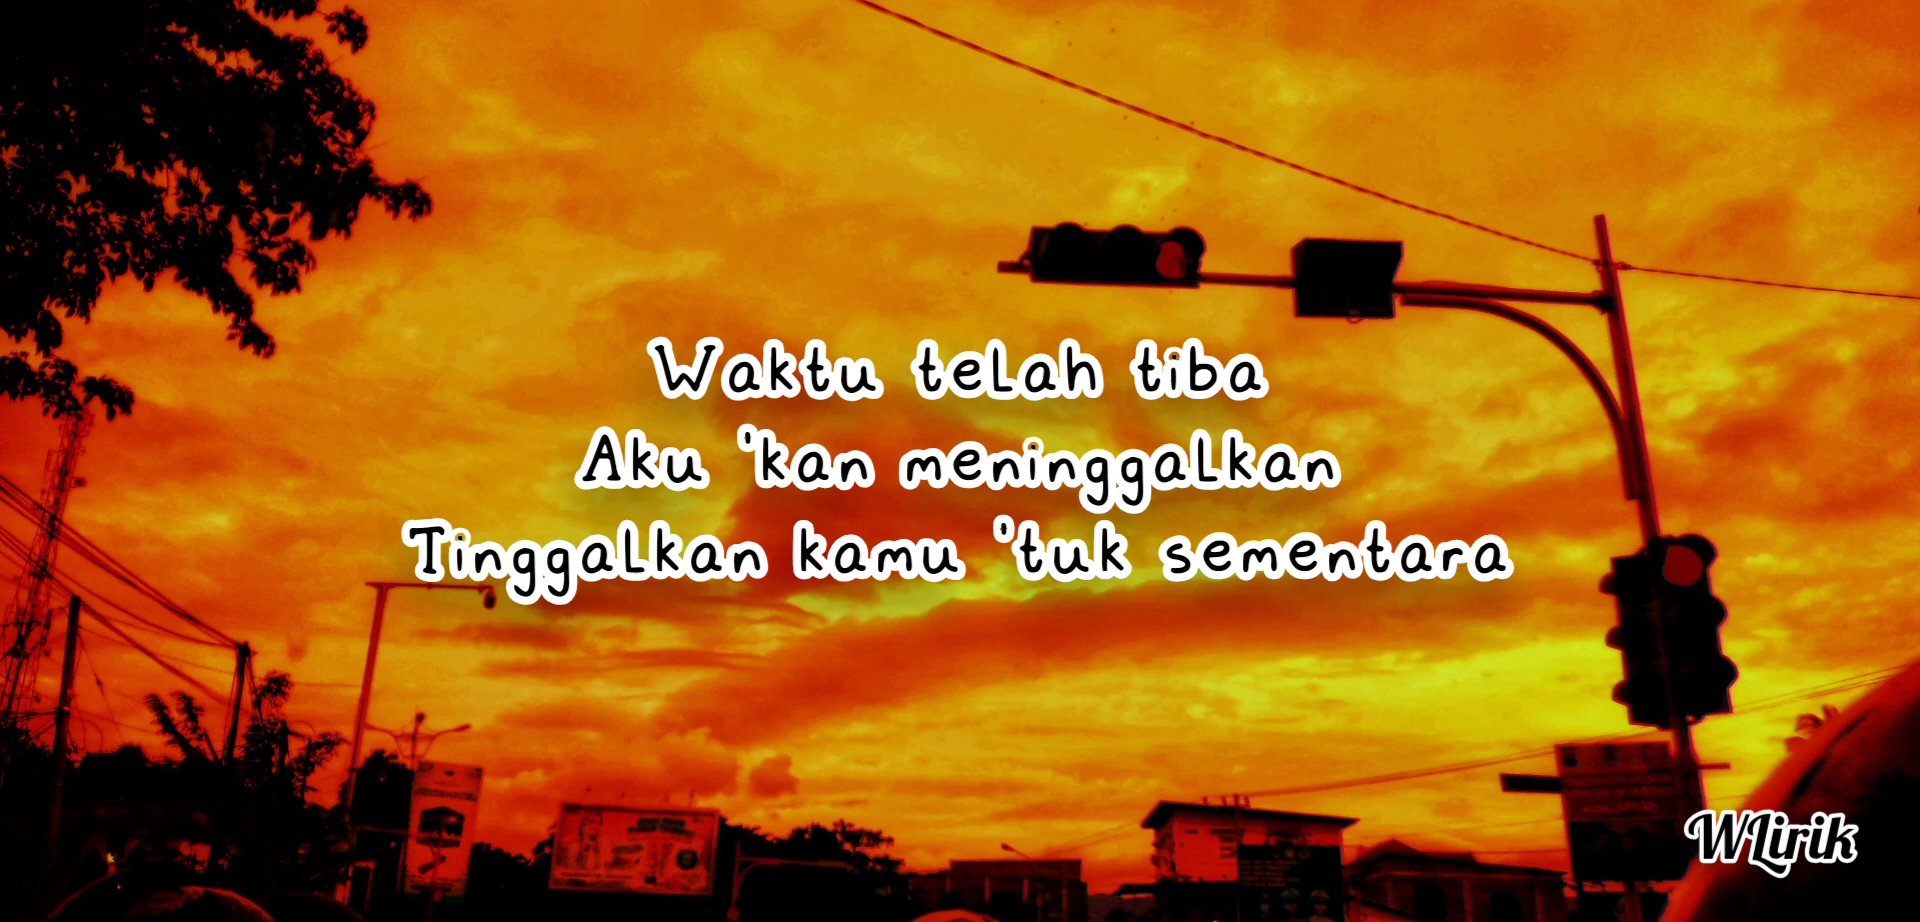 Waktu telah tiba
Aku 'kan meninggalkan
Tinggalkan kamu 'tuk sementara
WLirik